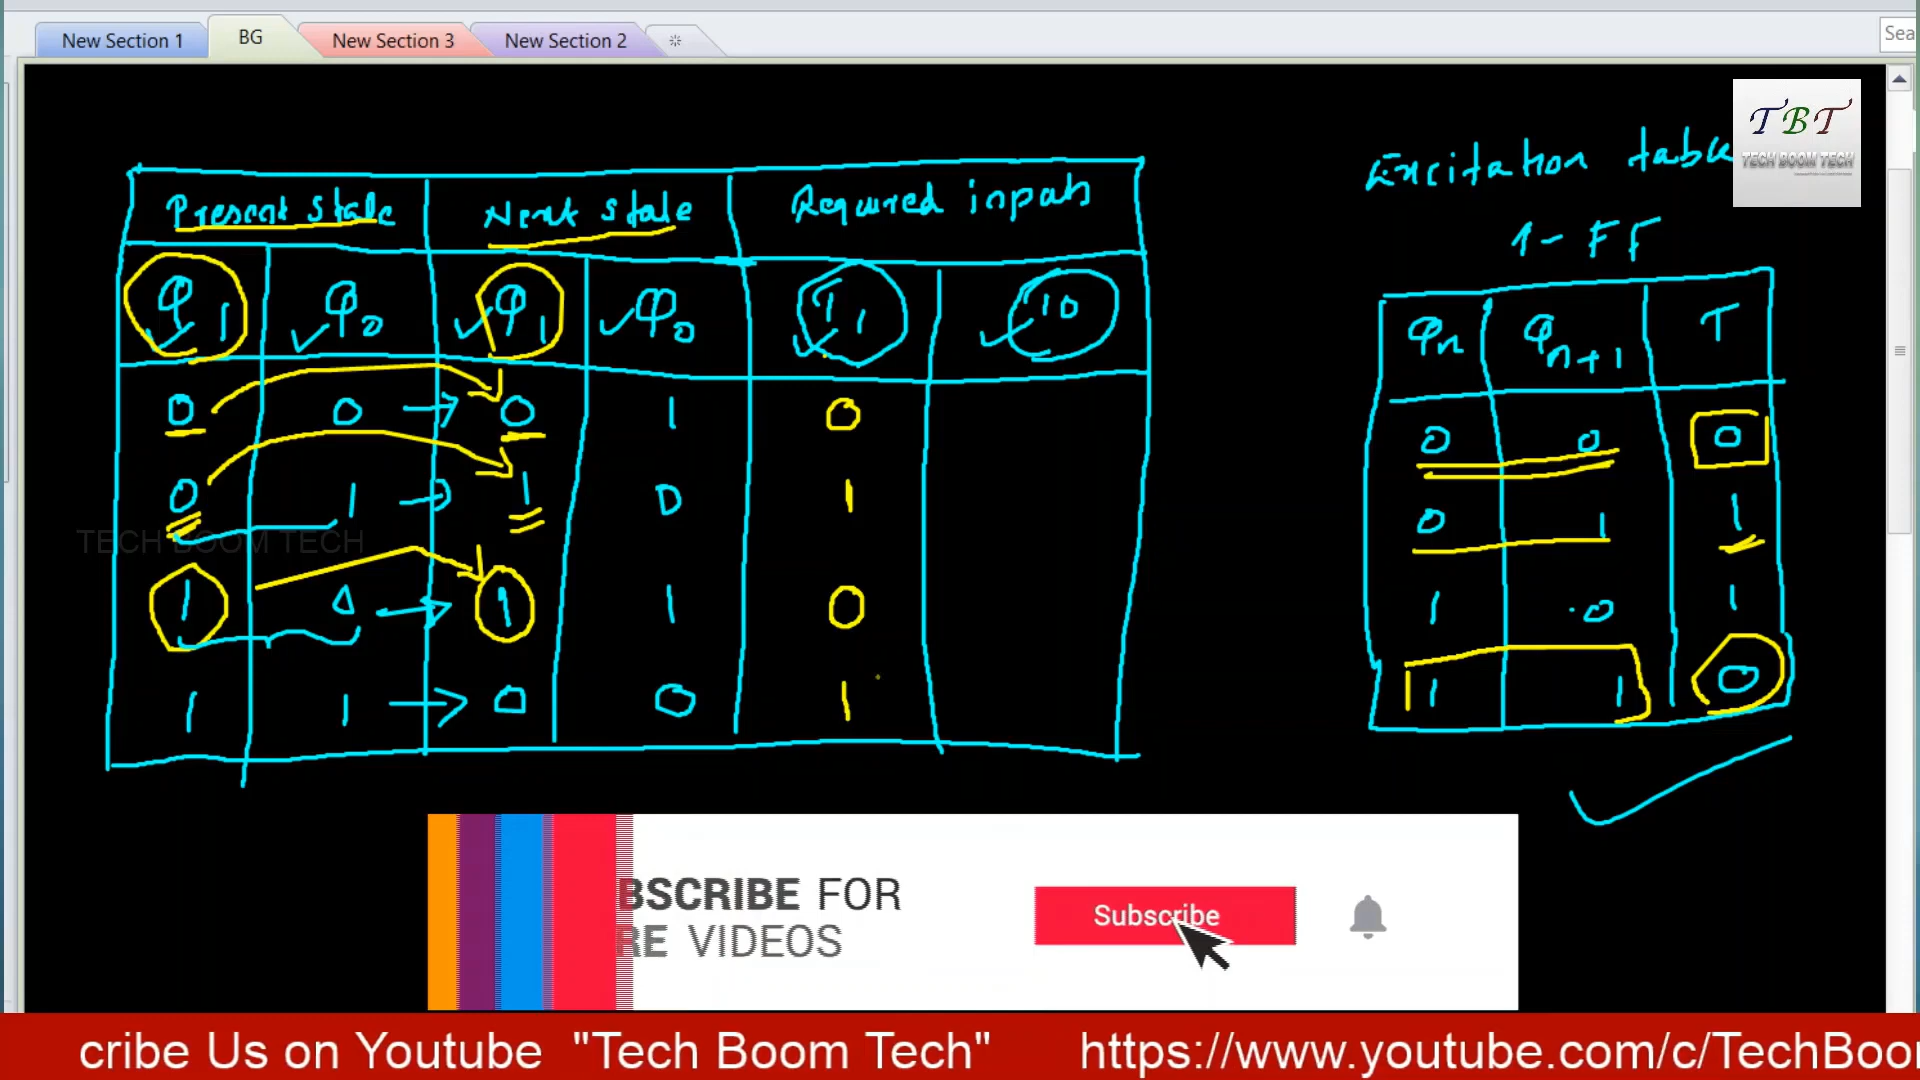 New Section 1
BG
New Section 3
New Section 2
Sea
TBT
TECH BOOM TECH
Excitation table
T - FF
Present state
Next state
Required inputs
Q1
Q0
Q1
Q0
T1
T0
0 0 → 0 1 0
0 1 → 1 0 1
1 0 → 1 1 0
1 1 → 0 0 1
Qn
Qn+1
T
0 0 0
0 1 1
1 0 1
1 1 0
TECH BOOM TECH
BSCRIBE FOR
RE VIDEOS
Subscribe
cribe Us on Youtube "Tech Boom Tech" https://www.youtube.com/c/TechBoom